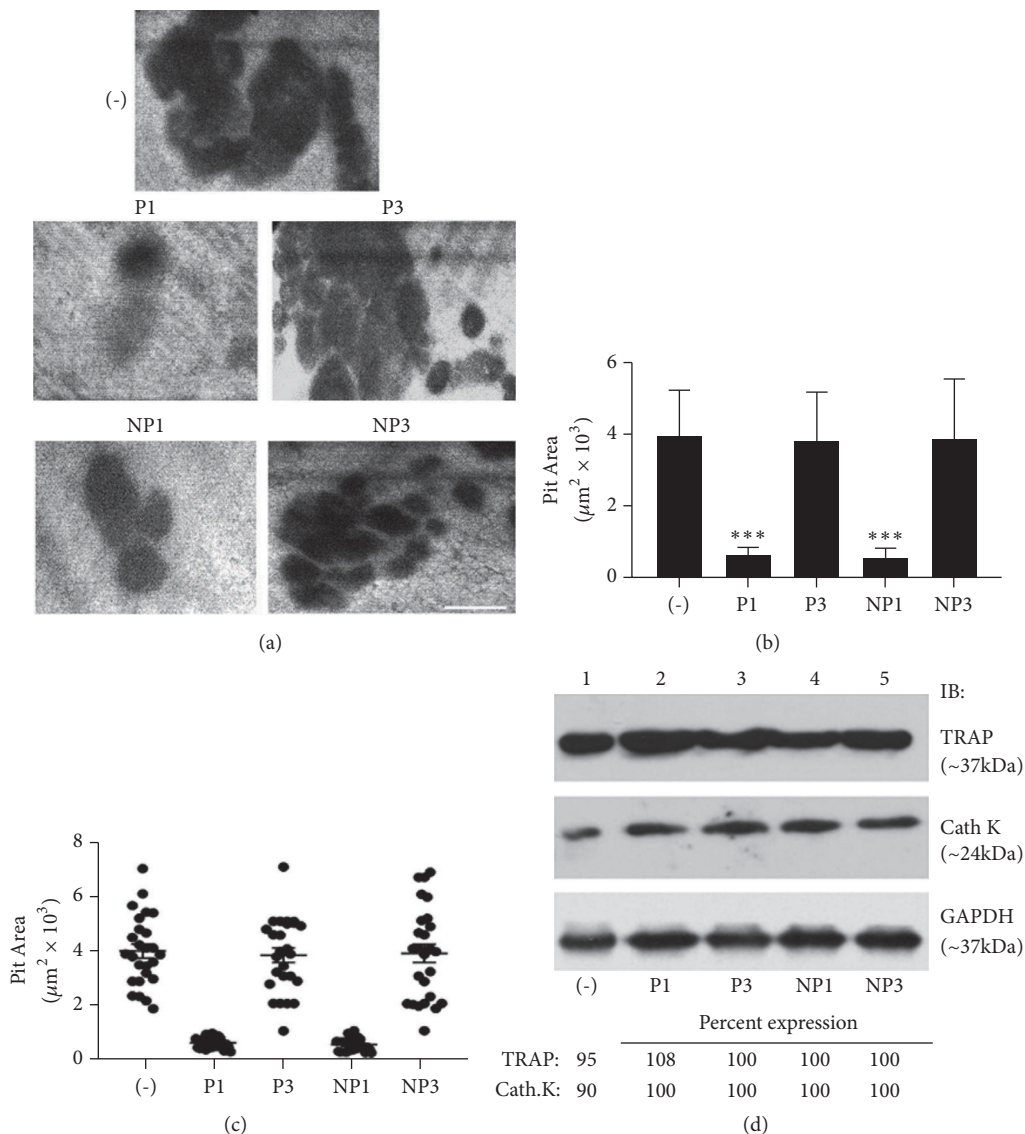 (-)
P1 P3
NP1 NP3
(a)
6
4
2
0
Pit Area
(μm² × 10³)
*** ***
(-) P1 P3 NP1 NP3
(b)
8
6
4
2
0
Pit Area
(μm² × 10³)
(-) P1 P3 NP1 NP3
(c)
1 2 3 4 5 IB:
TRAP
(~37kDa)
Cath K
(~24kDa)
GAPDH
(~37kDa)
(-) P1 P3 NP1 NP3
Percent expression
TRAP: 95 108 100 100 100
Cath.K: 90 100 100 100 100
(d)